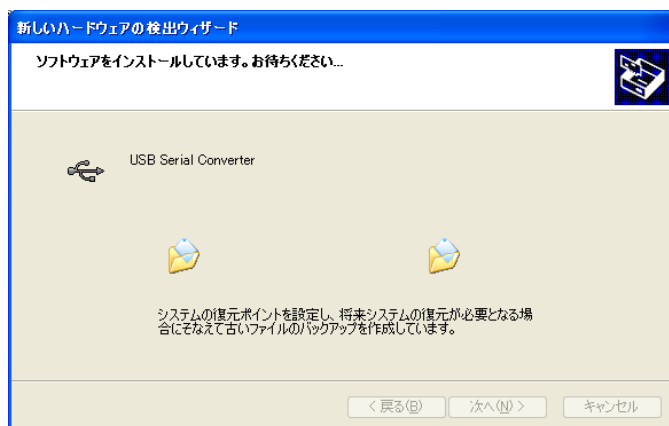 新しいハードウェアの検出ウィザード
ソフトウェアをインストールしています。お待ちください...
USB Serial Converter
システムの復元ポイントを設定し、将来システムの復元が必要となる場
合にそなえて古いファイルのバックアップを作成しています。
< 戻る(B) 次へ(N) > キャンセル